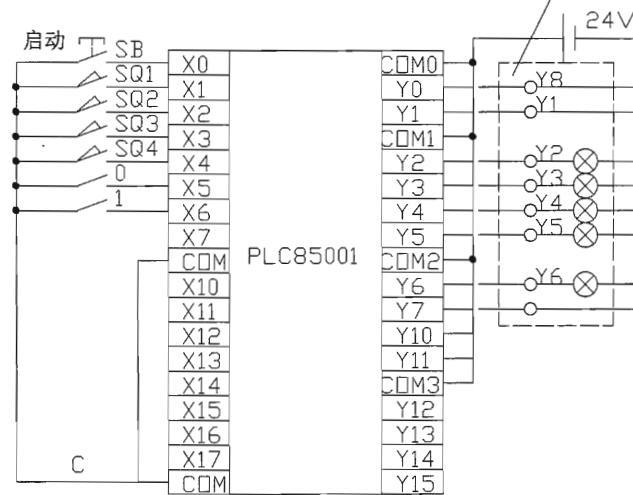 启动 SB
SQ1
SQ2
SQ3
SQ4
0
1
C
X0
X1
X2
X3
X4
X5
X6
X7
COM
X10
X11
X12
X13
X14
X15
X16
X17
COM
PLC85001
COM0
Y0
Y1
COM1
Y2
Y3
Y4
Y5
COM2
Y6
Y7
Y10
Y11
COM3
Y12
Y13
Y14
Y15
24V
Y8
Y1
Y2
Y3
Y4
Y5
Y6